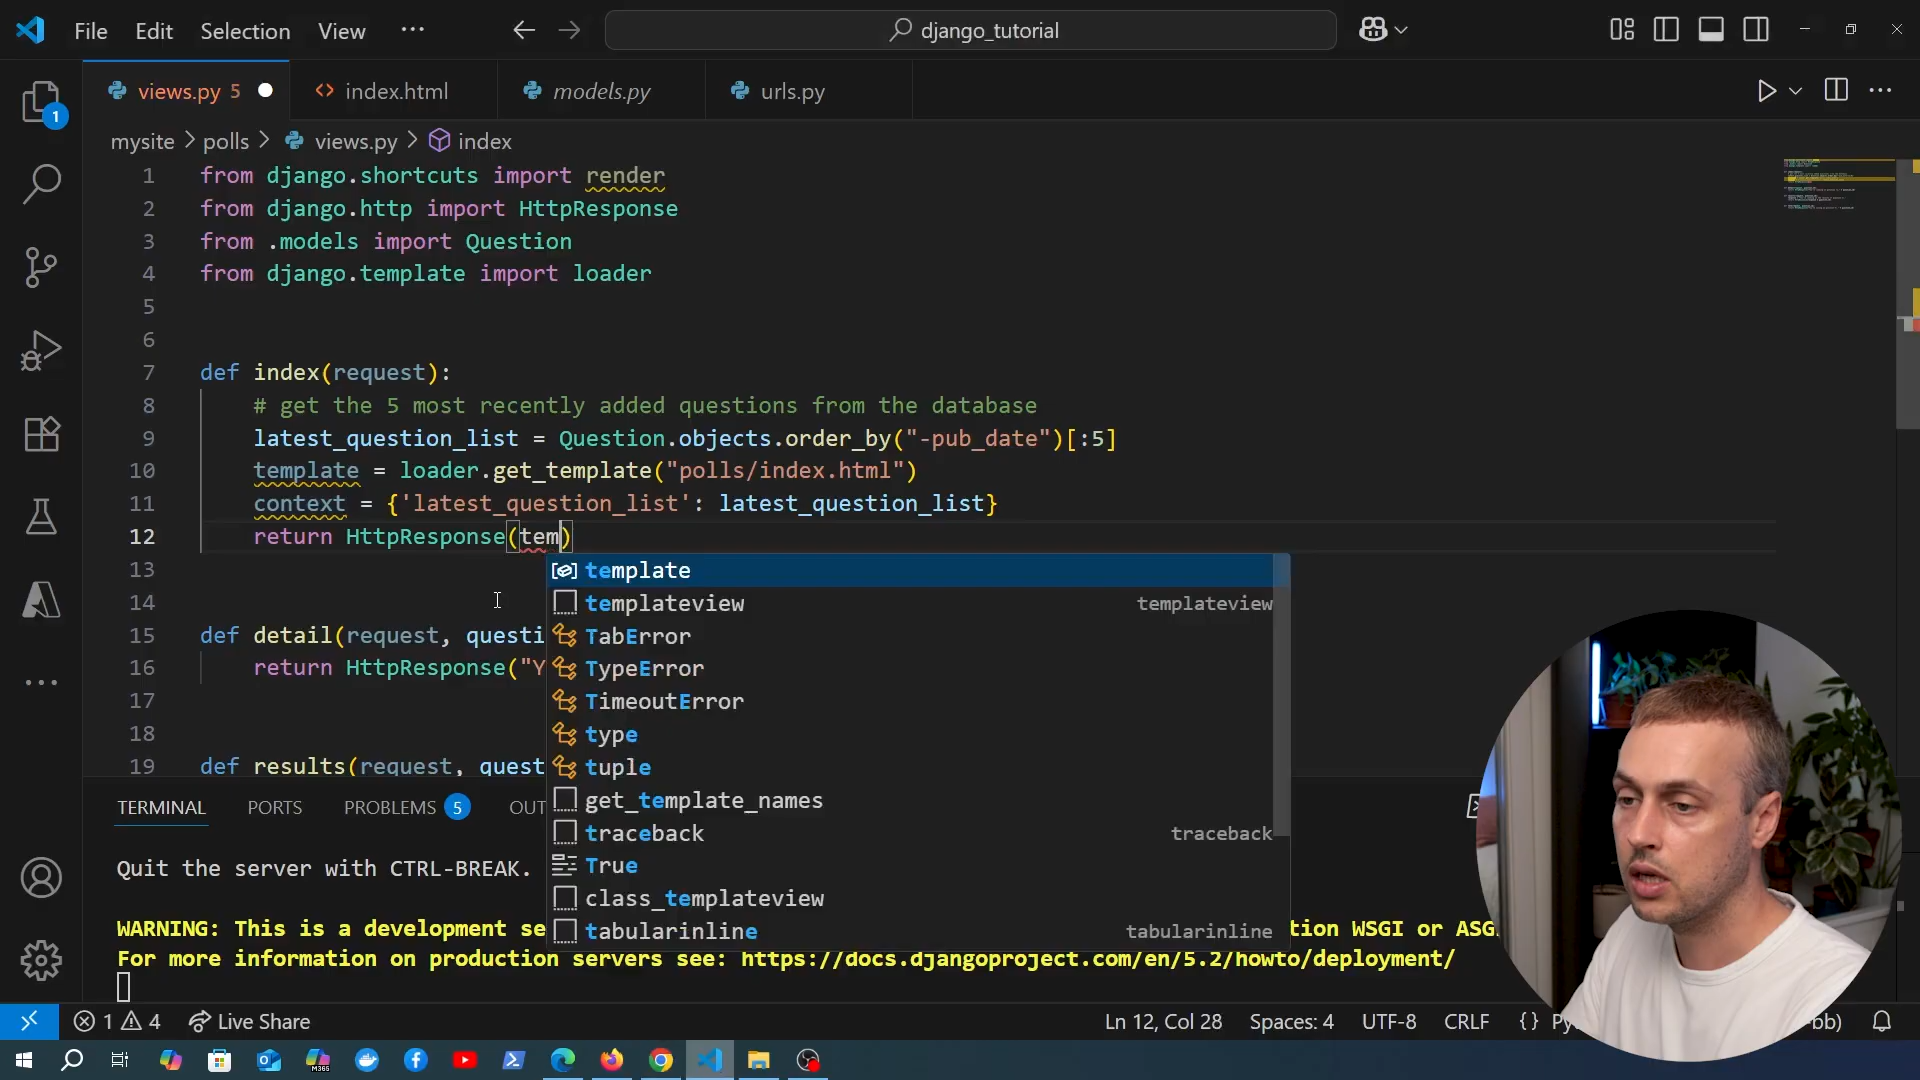 File Edit Selection View ··· django_tutorial
views.py 5 index.html models.py urls.py
1
mysite > polls > views.py > index
1 from django.shortcuts import render
2 from django.http import HttpResponse
3 from .models import Question
4 from django.template import loader
5
6
7 def index(request):
8 # get the 5 most recently added questions from the database
9 latest_question_list = Question.objects.order_by("-pub_date")[:5]
10 template = loader.get_template("polls/index.html")
11 context = {'latest_question_list': latest_question_list}
12 return HttpResponse(tem)
13 template
14 templateview templateview
15 def detail(request, questi TabError
16 return HttpResponse("Y TypeError
17 TimeoutError
18 type
19 def results(request, quest tuple
get_template_names
TERMINAL PORTS PROBLEMS 5 OUT
traceback traceback
True
Quit the server with CTRL-BREAK.
class_templateview
WARNING: This is a development se tabularinline tabularinline tion WSGI or ASG
For more information on production servers see: https://docs.djangoproject.com/en/5.2/howto/deployment/
1 4 Live Share Ln 12, Col 28 Spaces: 4 UTF-8 CRLF {} Py bb)
M365